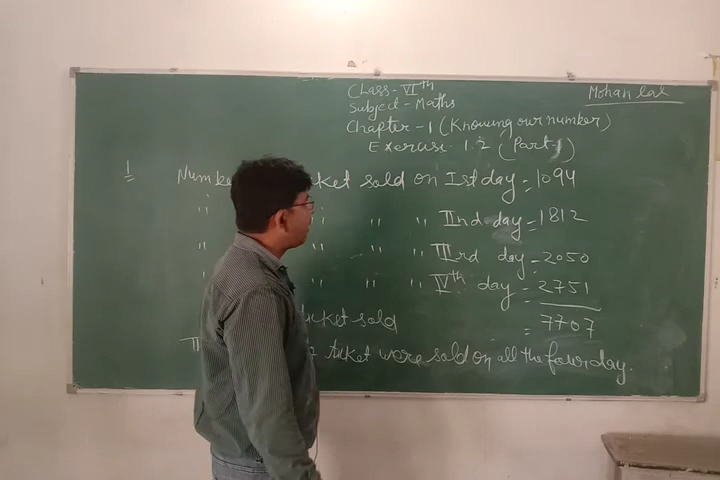 Class - VIth
Mohan lal
Subject - Maths
Chapter - 1 (Knowing our number)
Exercise 1.2 (Part-1)
1 Numbe ket sold on Ist day = 1094
" " " " IInd day = 1812
" " " " IIIrd day = 2050
" " " " IVth day = 2751
ticket sold = 7707
ticket were sold on all the four day.